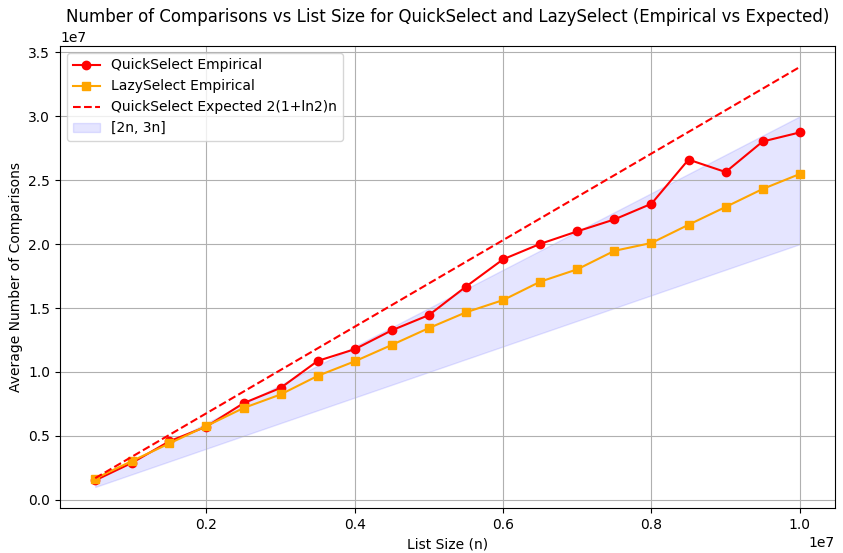 Number of Comparisons vs List Size for QuickSelect and LazySelect (Empirical vs Expected)
1e7
3.5
3.0
2.5
2.0
1.5
1.0
0.5
0.0
Average Number of Comparisons
QuickSelect Empirical
LazySelect Empirical
QuickSelect Expected 2(1+ln2)n
[2n, 3n]
0.2
0.4
0.6
0.8
1.0
1e7
List Size (n)